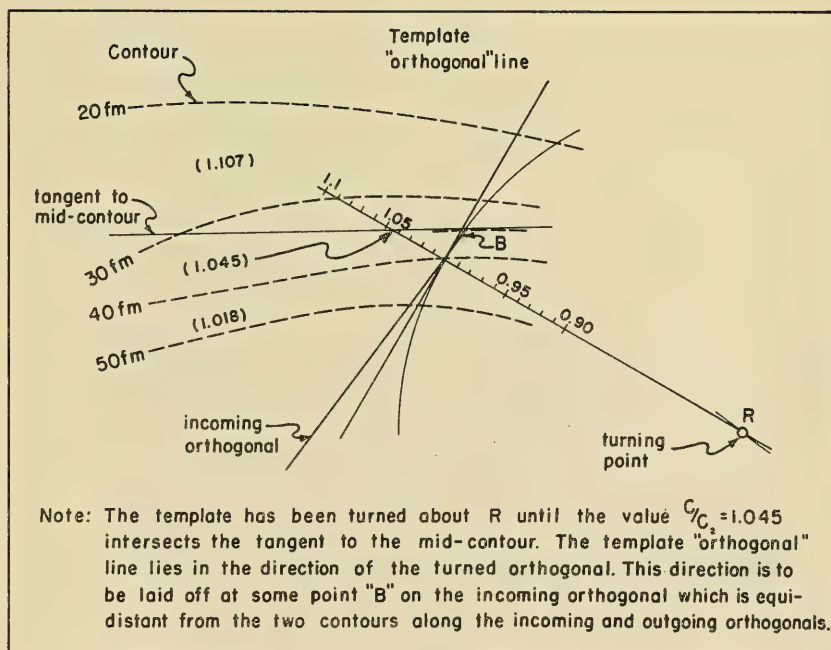 Template
"orthogonal" line
Contour
20 fm
(1.107)
1.1
tangent to
mid-contour
1.05
B
30 fm
(1.045)
0.95
40 fm
0.90
(1.018)
50 fm
R
incoming
orthogonal
turning
point
Note: The template has been turned about R until the value C/C₂=1.045
intersects the tangent to the mid-contour. The template "orthogonal"
line lies in the direction of the turned orthogonal. This direction is to
be laid off at some point "B" on the incoming orthogonal which is equi-
distant from the two contours along the incoming and outgoing orthogonals.